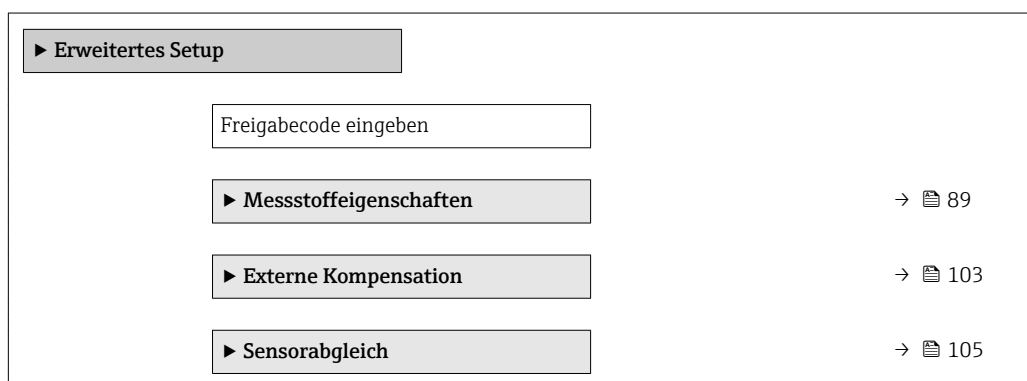 ▶ Erweitertes Setup
Freigabecode eingeben
▶ Messstoffeigenschaften → 89
▶ Externe Kompensation → 103
▶ Sensorabgleich → 105